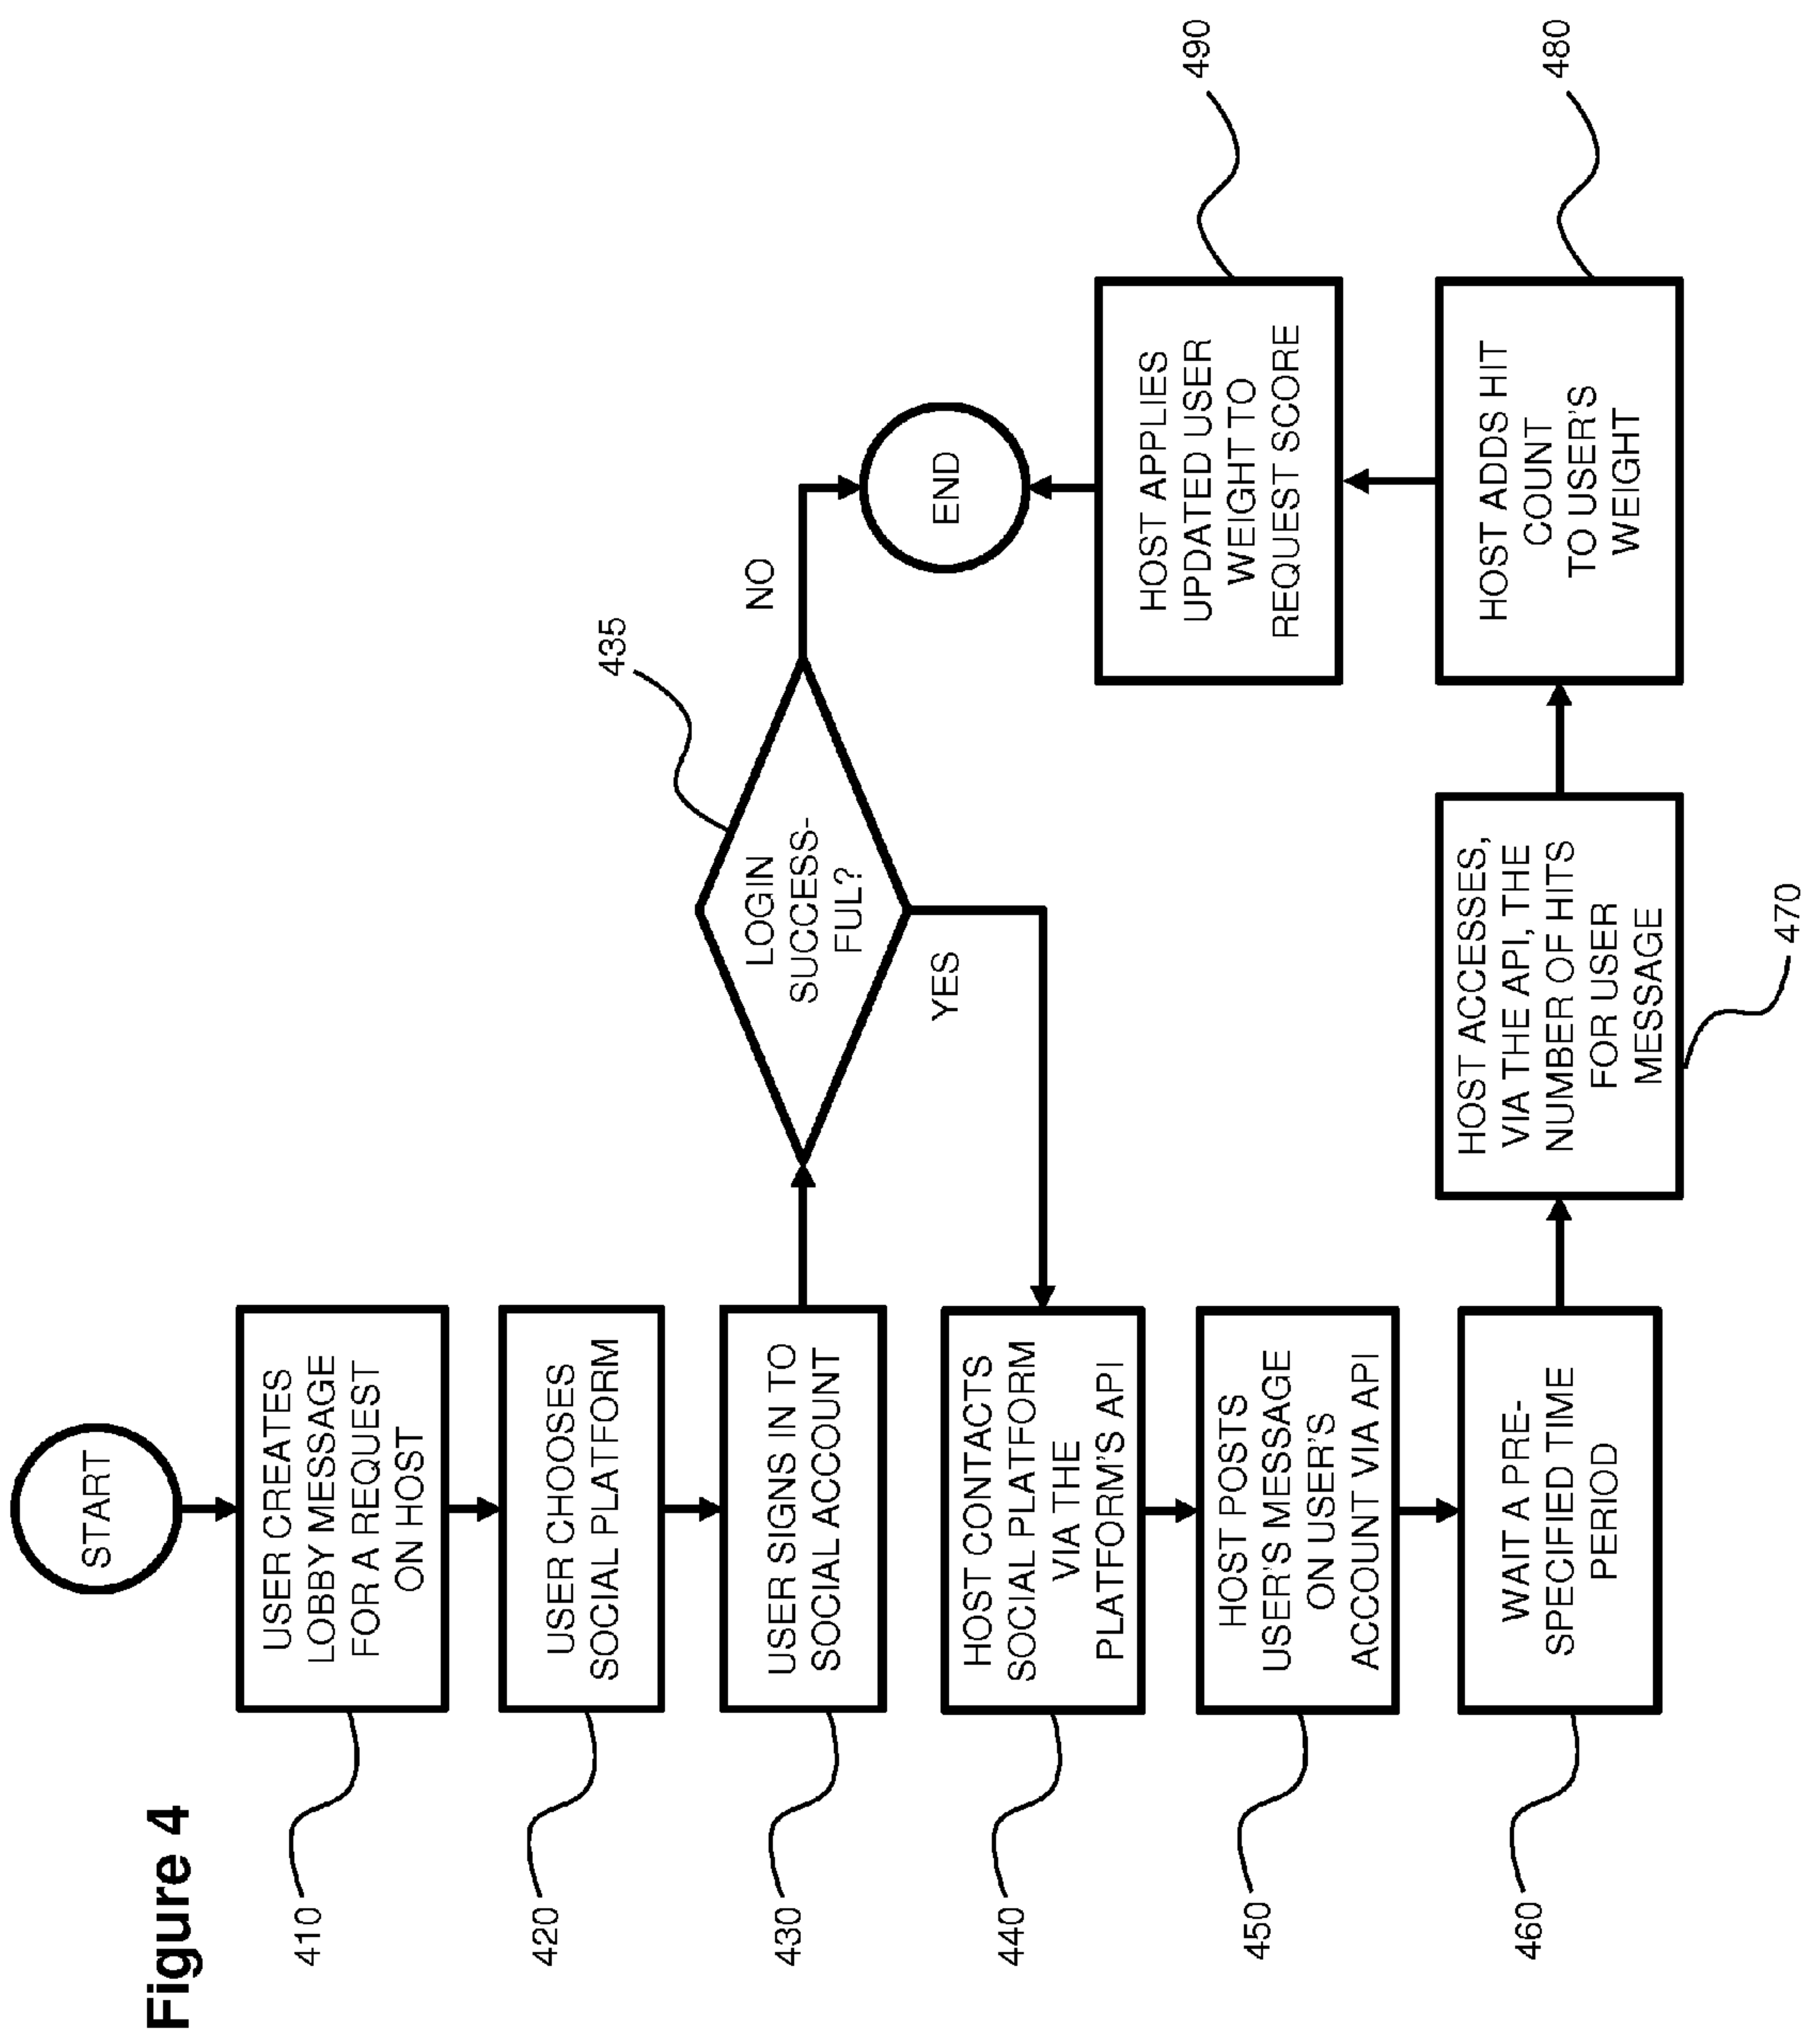 Figure 4
START
410
USER CREATES
LOBBY MESSAGE
FOR A REQUEST
ON HOST
420
USER CHOOSES
SOCIAL PLATFORM
430
USER SIGNS IN TO
SOCIAL ACCOUNT
435
LOGIN
SUCCESS-
FUL?
NO
YES
END
440
HOST CONTACTS
SOCIAL PLATFORM
VIA THE
PLATFORM'S API
450
HOST POSTS
USER'S MESSAGE
ON USER'S
ACCOUNT VIA API
460
WAIT A PRE-
SPECIFIED TIME
PERIOD
470
HOST ACCESSES,
VIA THE API, THE
NUMBER OF HITS
FOR USER
MESSAGE
480
HOST ADDS HIT
COUNT
TO USER'S
WEIGHT
490
HOST APPLIES
UPDATED USER
WEIGHT TO
REQUEST SCORE